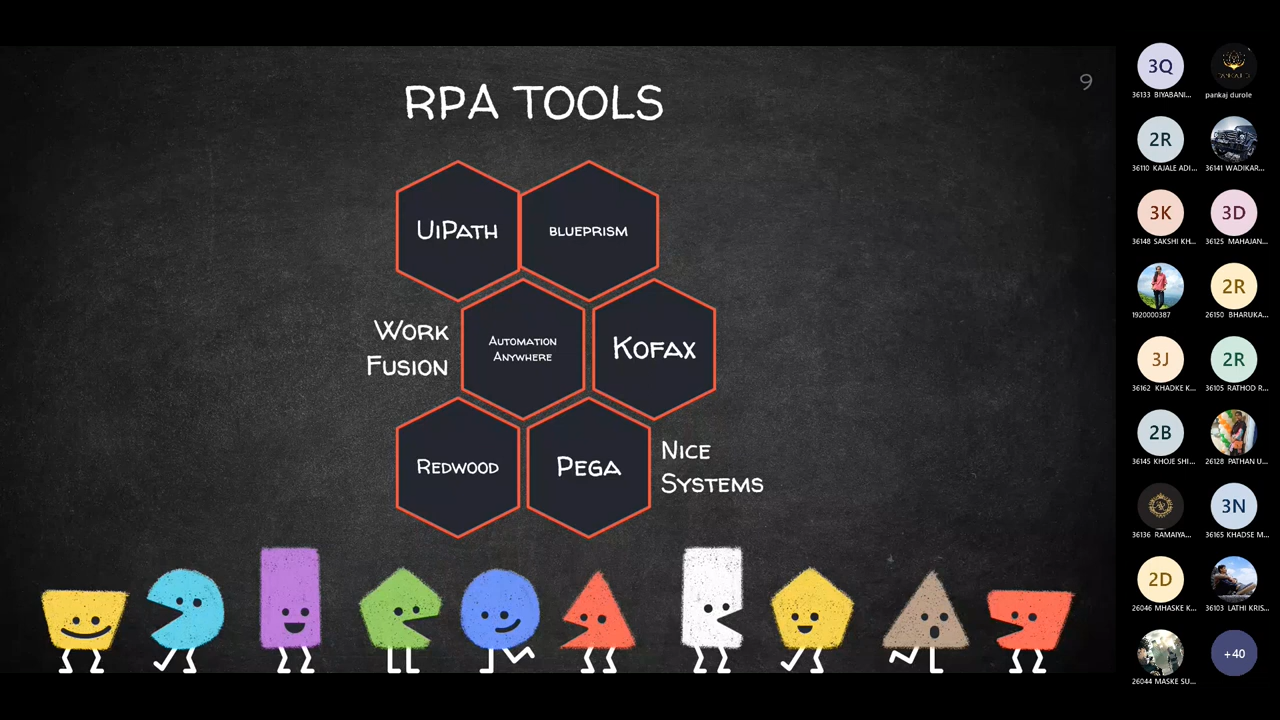 RPA TOOLS
9
UiPath
BLUEPRISM
WORK
FUSION
AUTOMATION
ANYWHERE
KOFAX
REDWOOD
PEGA
NICE
SYSTEMS
3Q
36133 BIYABANI...
pankaj durole
2R
36110 KAJALE ADI...
36141 WADIKAR...
3K
36148 SAKSHI KH...
3D
36125 MAHAJAN...
1920000387
2R
26150 BHARUKA...
3J
36162 KHADKE K...
2R
36105 RATHOD R...
2B
36145 KHOJE SHI...
26128 PATHAN U...
36136 RAMAIYA...
3N
36165 KHADSE M...
2D
26046 MHASKE K...
36103 LATHI KRIS...
26044 MASKE SU...
+40